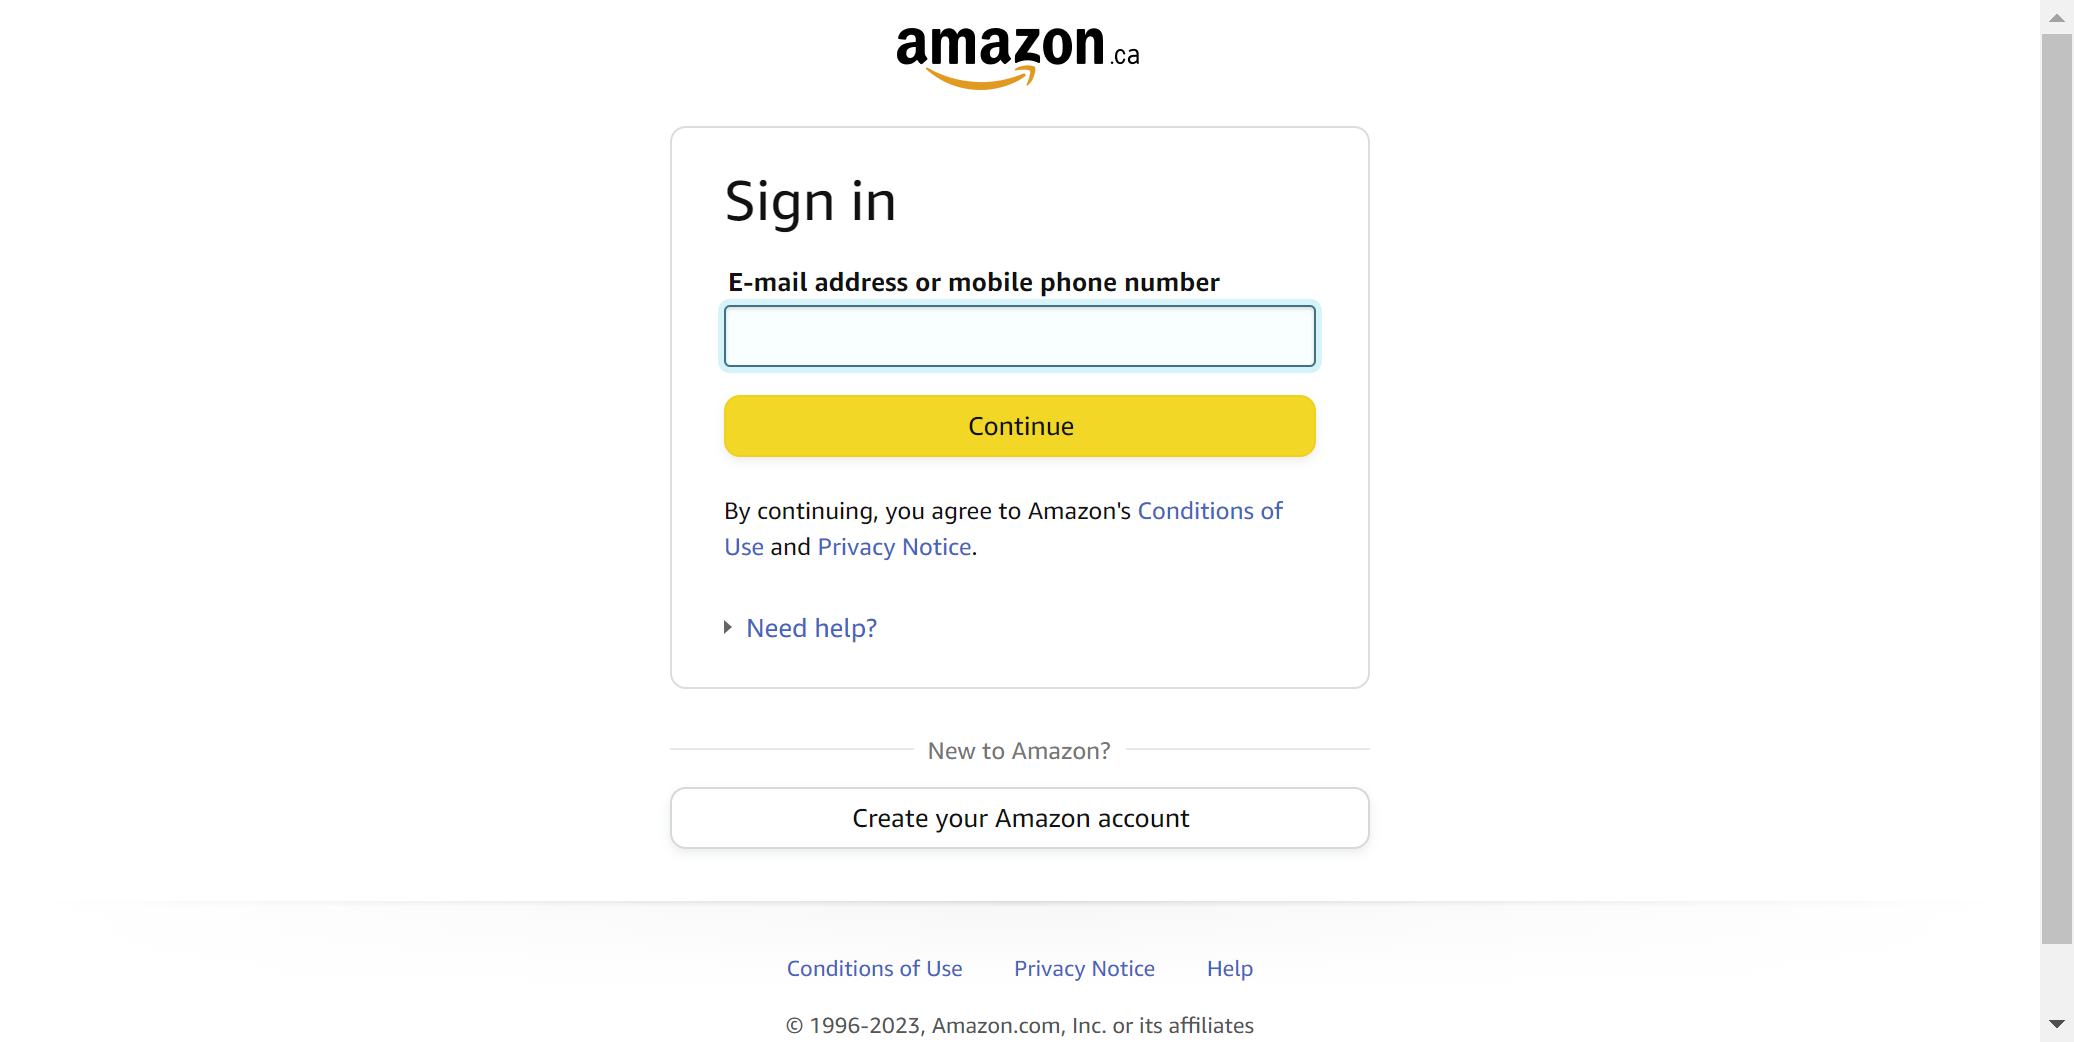 amazon.ca
Sign in
E-mail address or mobile phone number
Continue
By continuing, you agree to Amazon's Conditions of
Use and Privacy Notice.
Need help?
New to Amazon?
Create your Amazon account
Conditions of Use Privacy Notice Help
© 1996-2023, Amazon.com, Inc. or its affiliates